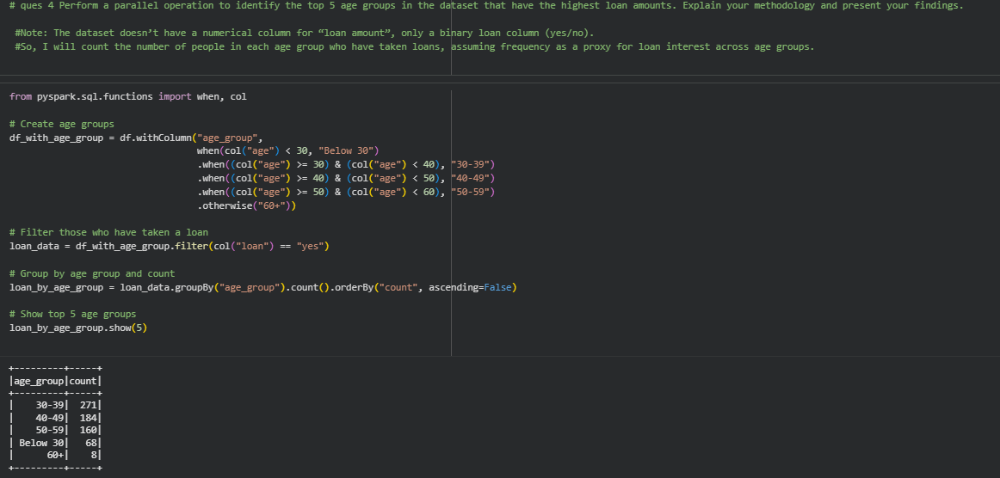 # ques 4 Perform a parallel operation to identify the top 5 age groups in the dataset that have the highest loan amounts. Explain your methodology and present your findings.
#Note: The dataset doesn’t have a numerical column for “loan amount”, only a binary loan column (yes/no).
#So, I will count the number of people in each age group who have taken loans, assuming frequency as a proxy for loan interest across age groups.
from pyspark.sql.functions import when, col
# Create age groups
df_with_age_group = df.withColumn("age_group",
when(col("age") < 30, "Below 30")
.when((col("age") >= 30) & (col("age") < 40), "30-39")
.when((col("age") >= 40) & (col("age") < 50), "40-49")
.when((col("age") >= 50) & (col("age") < 60), "50-59")
.otherwise("60+"))
# Filter those who have taken a loan
loan_data = df_with_age_group.filter(col("loan") == "yes")
# Group by age group and count
loan_by_age_group = loan_data.groupBy("age_group").count().orderBy("count", ascending=False)
# Show top 5 age groups
loan_by_age_group.show(5)
+---------+-----+
|age_group|count|
+---------+-----+
|    30-39|  271|
|    40-49|  184|
|    50-59|  160|
| Below 30|   68|
|      60+|    8|
+---------+-----+